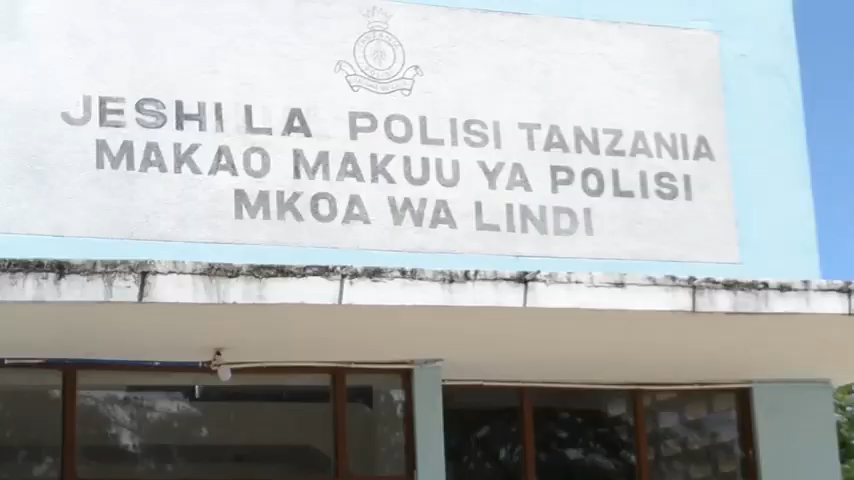 JESHI LA POLISI TANZANIA
MAKAO MAKUU YA POLISI
MKOA WA LINDI